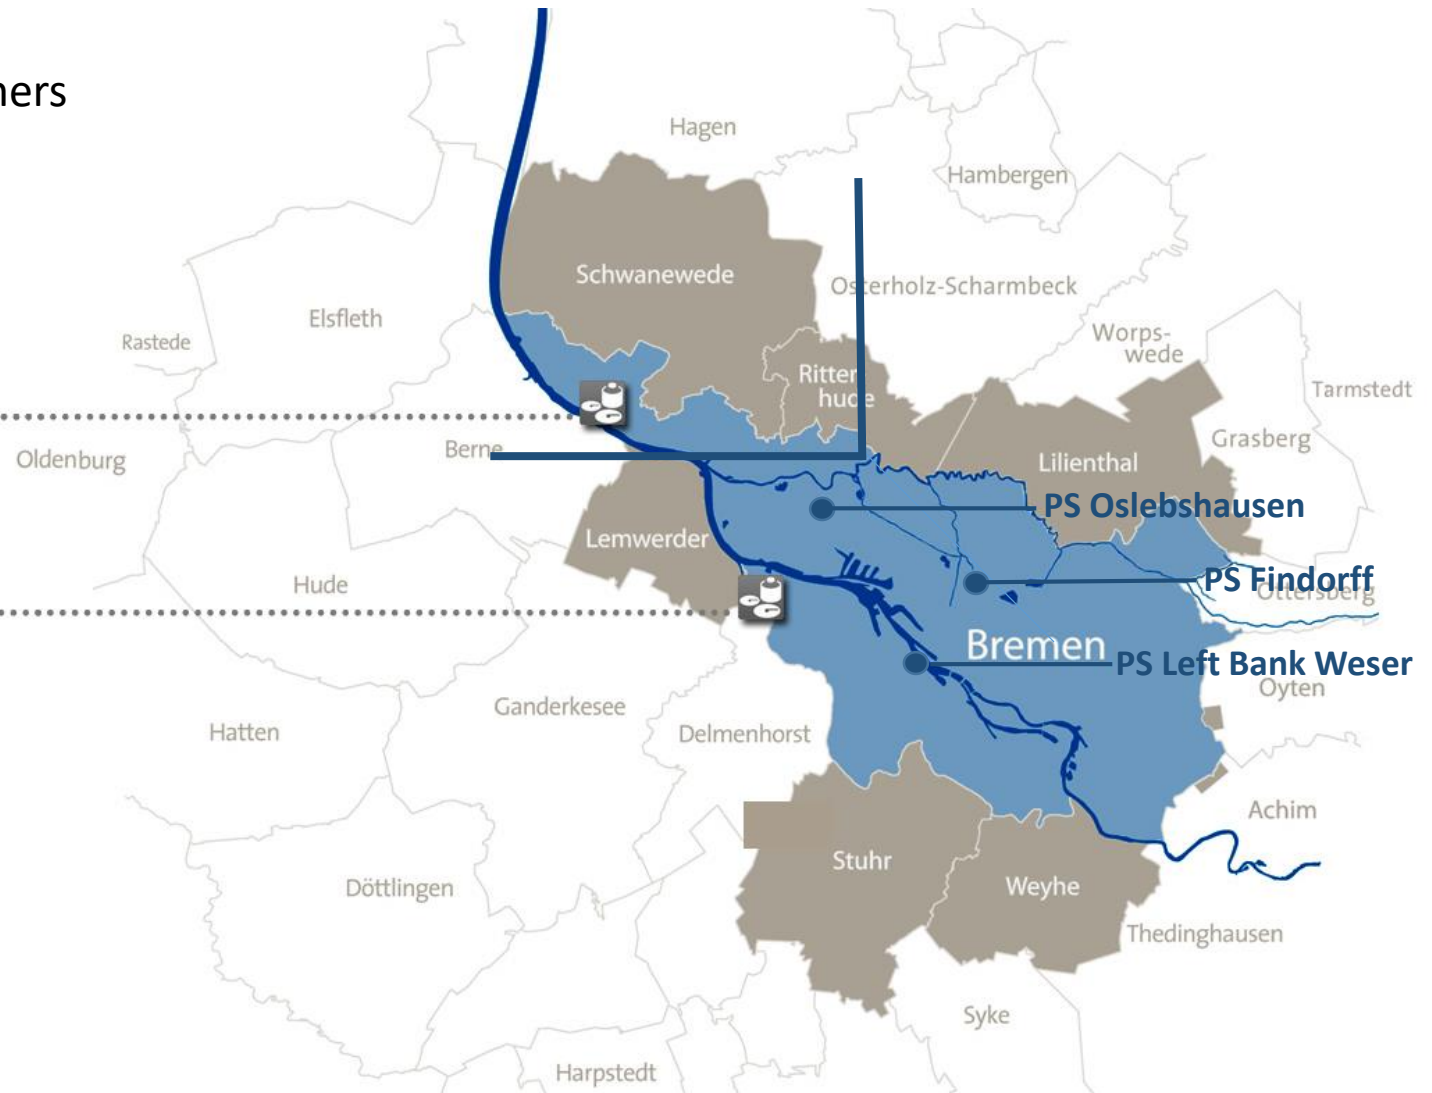 ners
Hagen
Hambergen
Schwanewede
Osterholz-Scharmbeck
Elsfleth
Rastede
Worps-
wede
Ritter
hude
Tarmstedt
Grasberg
Berne
Oldenburg
Lilienthal
PS Oslebshausen
Lemwerder
Hude
PS Findorff
Ottersberg
Bremen
PS Left Bank Weser
Oyten
Ganderkesee
Hatten
Delmenhorst
Achim
Stuhr
Döttlingen
Weyhe
Thedinghausen
Syke
Harpstedt